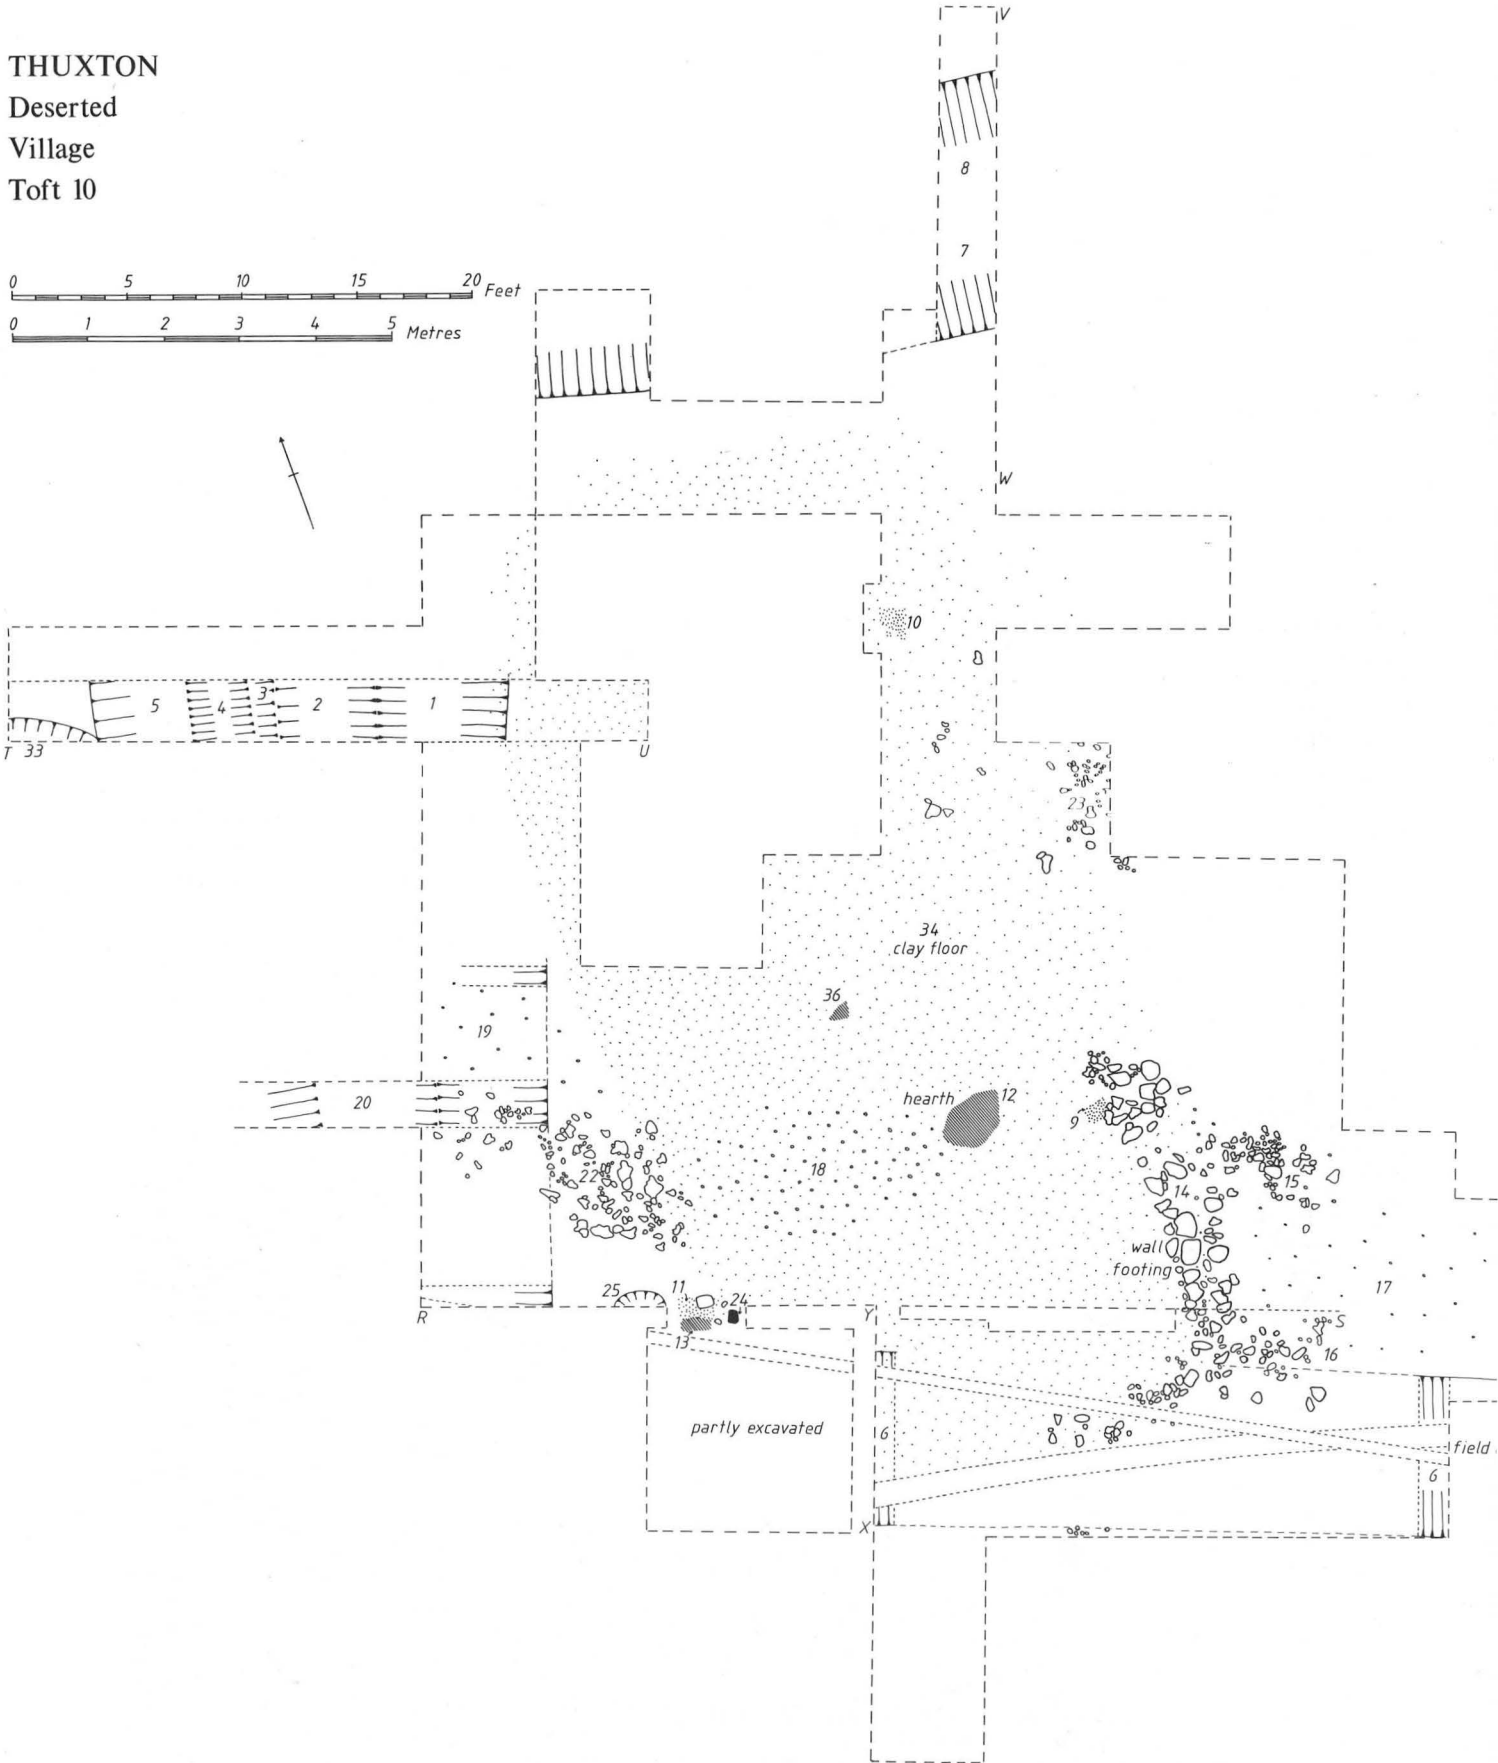 THUXTON
Deserted
Village
Toft 10
0 5 10 15 20 Feet
0 1 2 3 4 5 Metres
V
8
7
W
10
5 4 3 2 1
T 33
U
23
34
clay floor
36
19
hearth 12
20
9
18
22
14
15
wall
footing
17
25
11
24
R
Y
S
13
16
partly excavated
6
field
6
X